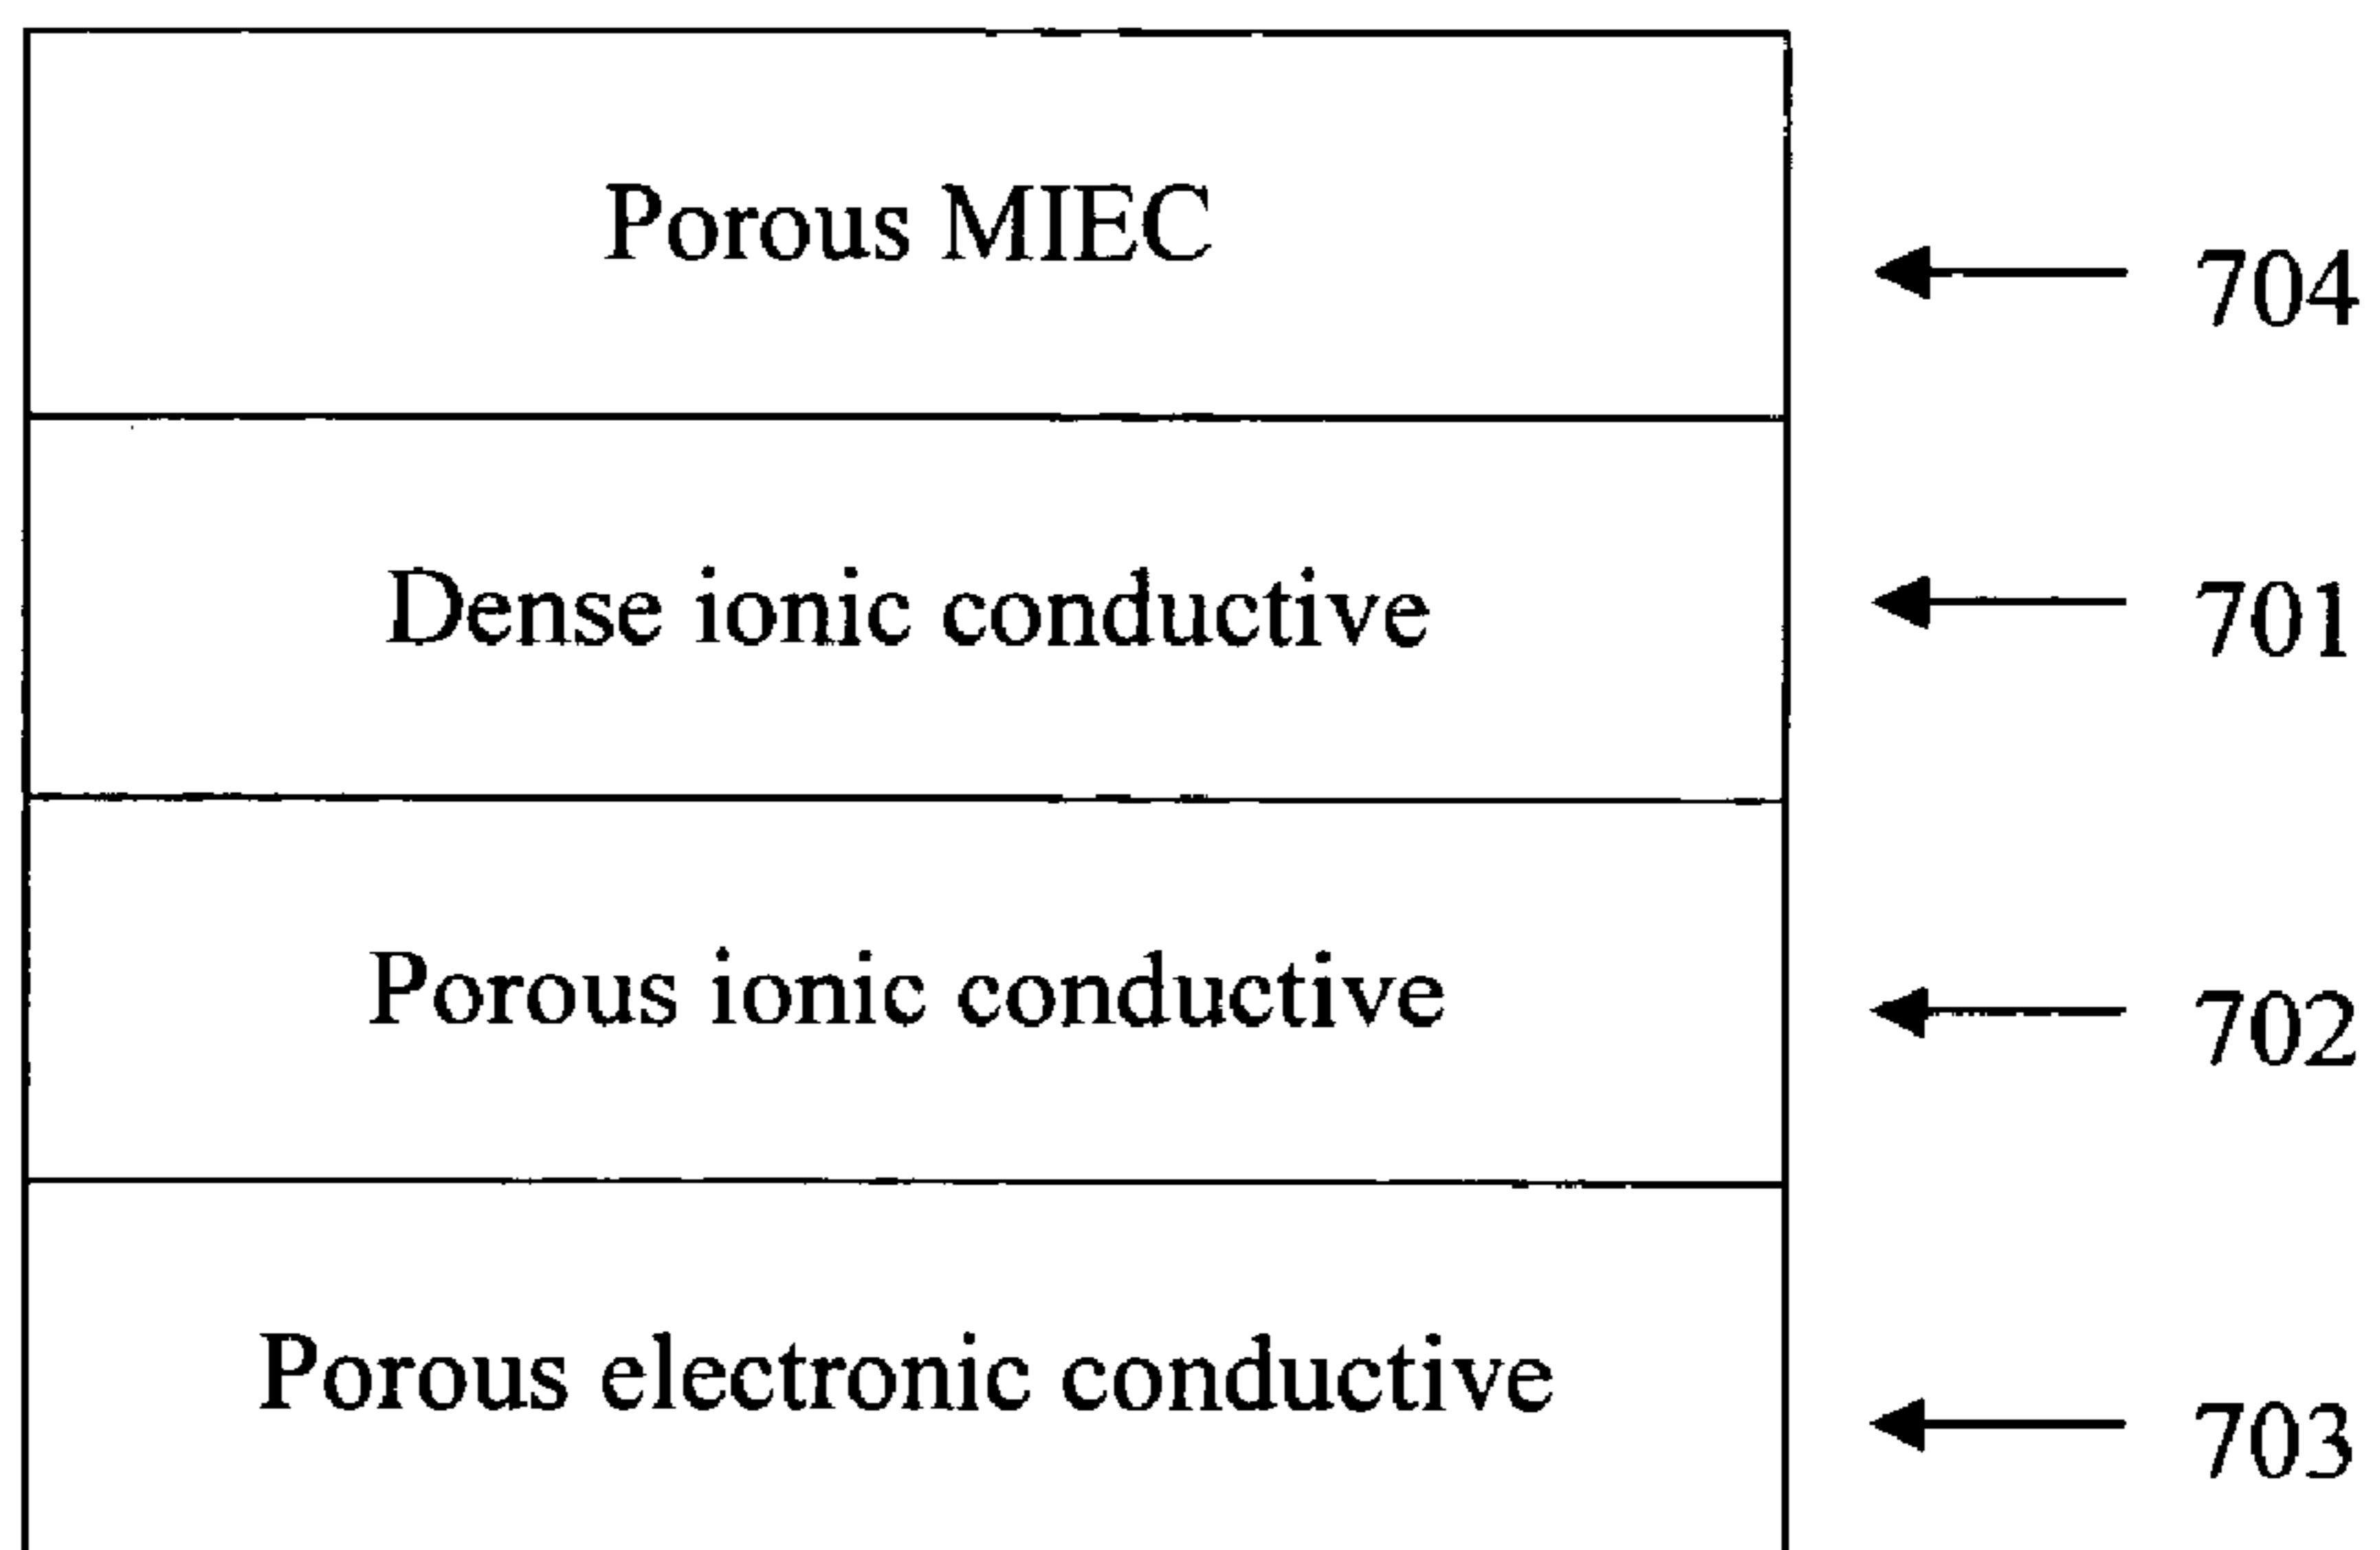 Porous MIEC
704
Dense ionic conductive
701
Porous ionic conductive
702
Porous electronic conductive
703